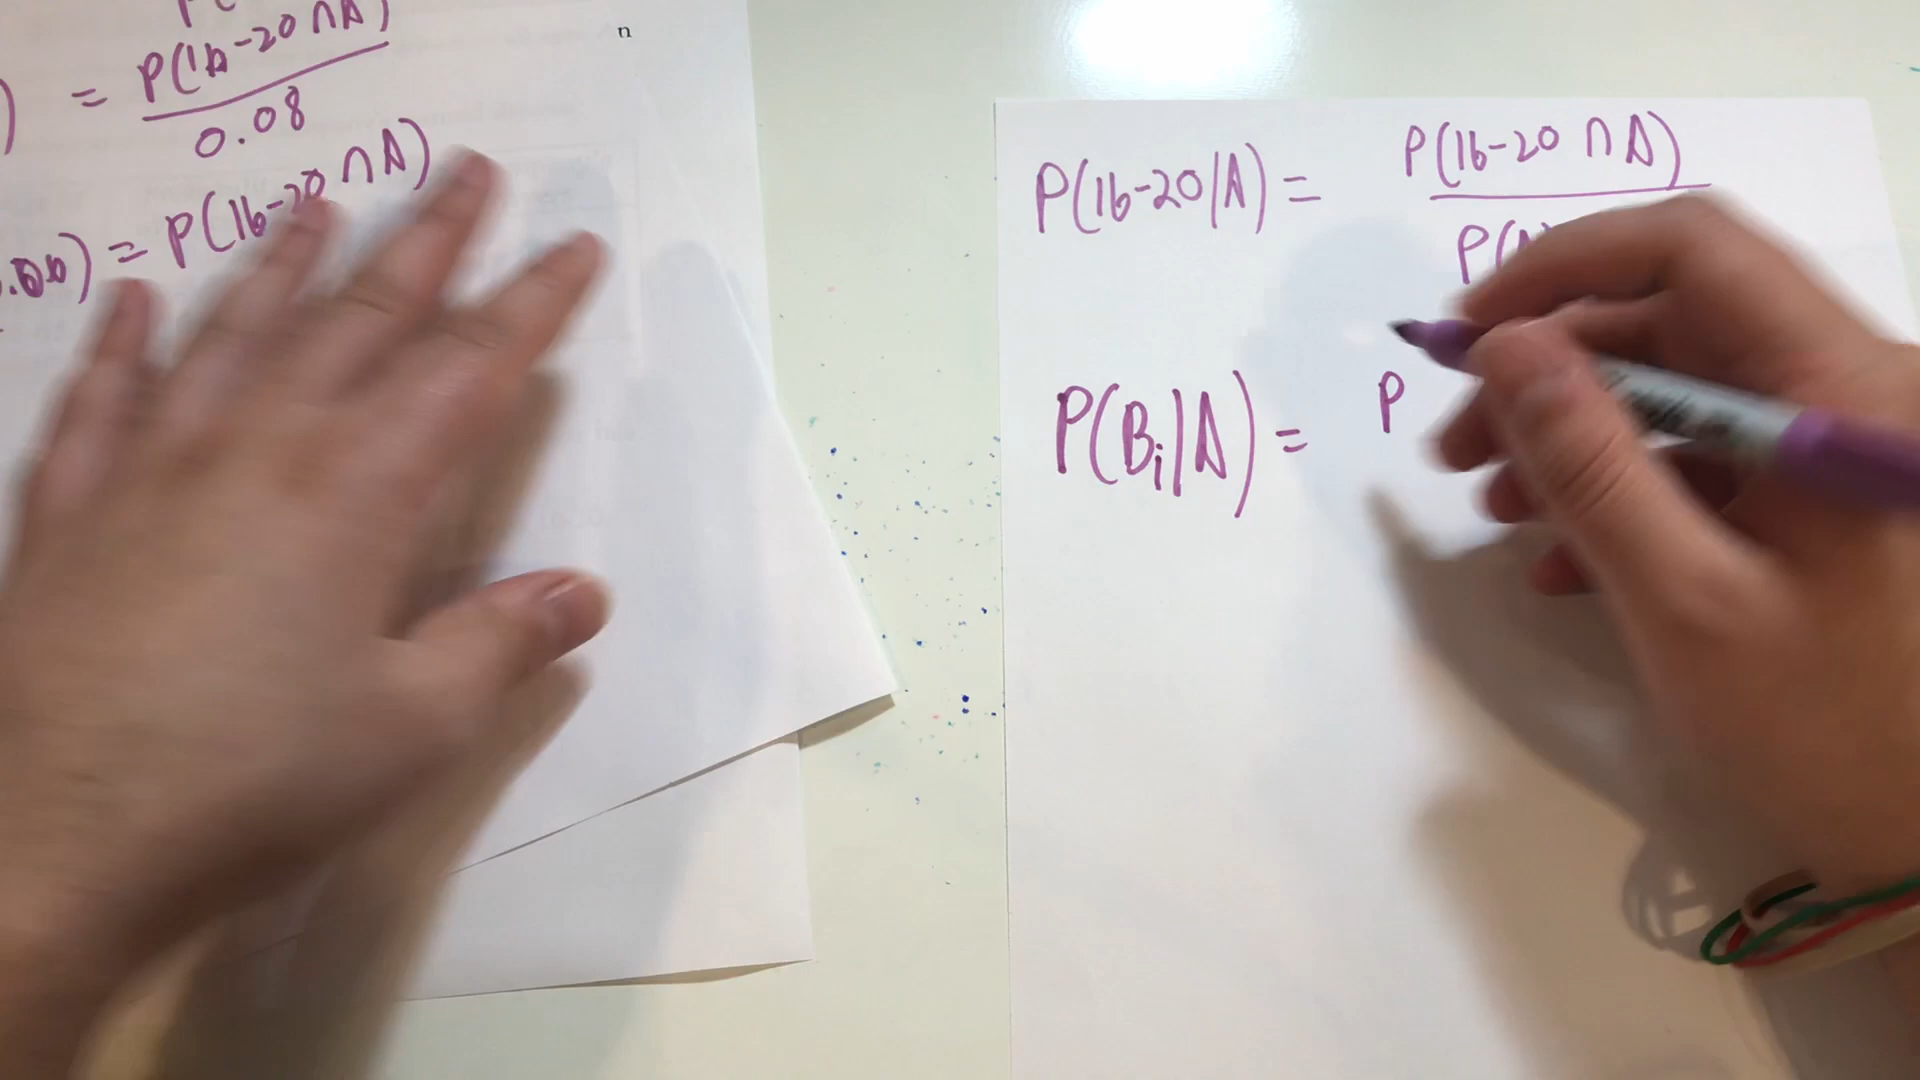 = P(16-20 ∩ A)
0.08
) = P(16-20 ∩ A)
n
P(16-20|A) = P(16-20 ∩ A)
P(A)
P(Bi|A) = P